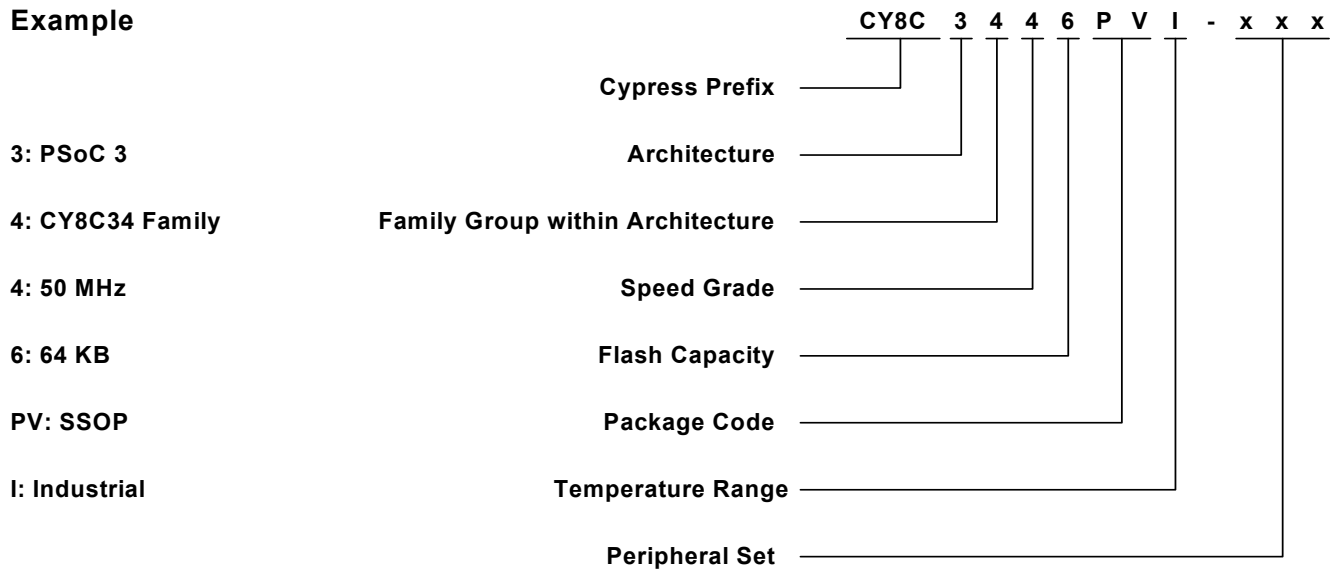 Example CY8C 3 4 4 6 P V I - x x x
Cypress Prefix
3: PSoC 3 Architecture
4: CY8C34 Family Family Group within Architecture
4: 50 MHz Speed Grade
6: 64 KB Flash Capacity
PV: SSOP Package Code
I: Industrial Temperature Range
Peripheral Set